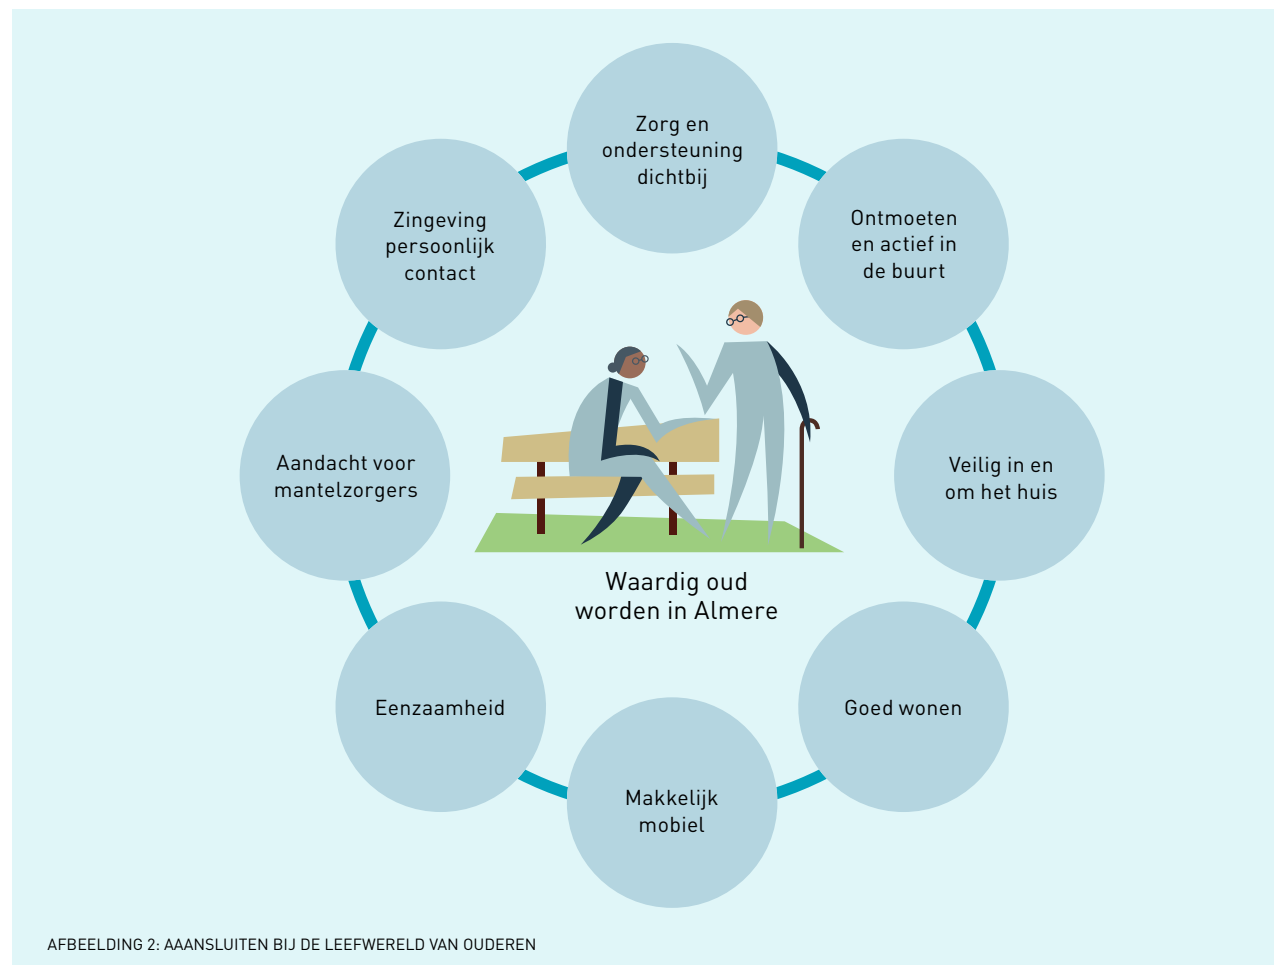 Zorg en
ondersteuning
dichtbij
Ontmoeten
en actief in
de buurt
Veilig in en
om het huis
Goed wonen
Makkelijk
mobiel
Eenzaamheid
Aandacht voor
mantelzorgers
Zingeving
persoonlijk
contact
Waardig oud
worden in Almere
AFBEELDING 2: AAANSLUITEN BIJ DE LEEFWERELD VAN OUDEREN